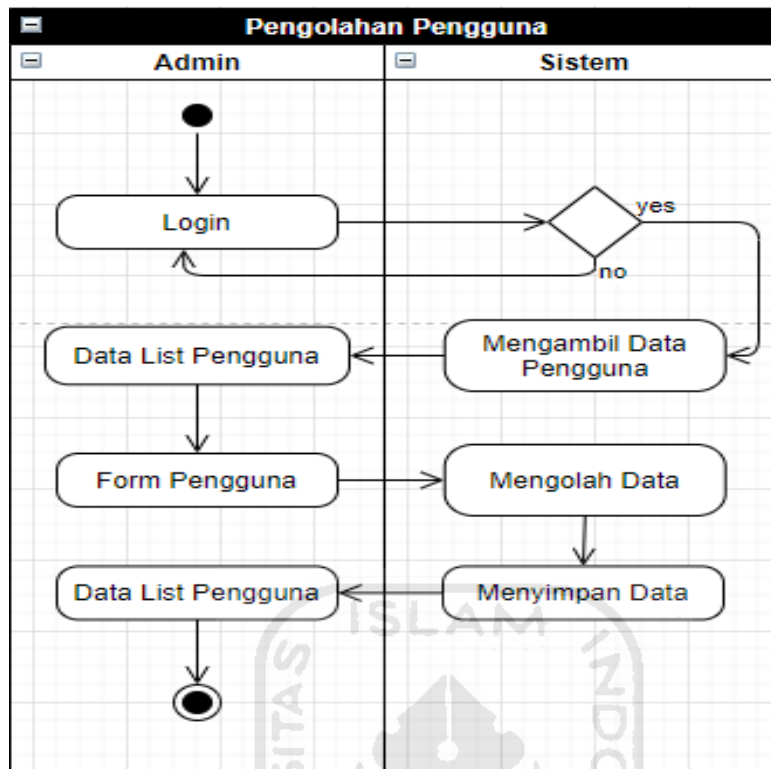 Pengolahan Pengguna
Admin
Sistem
Login
yes
no
Data List Pengguna
Mengambil Data
Pengguna
Form Pengguna
Mengolah Data
Data List Pengguna
Menyimpan Data
ISLAM